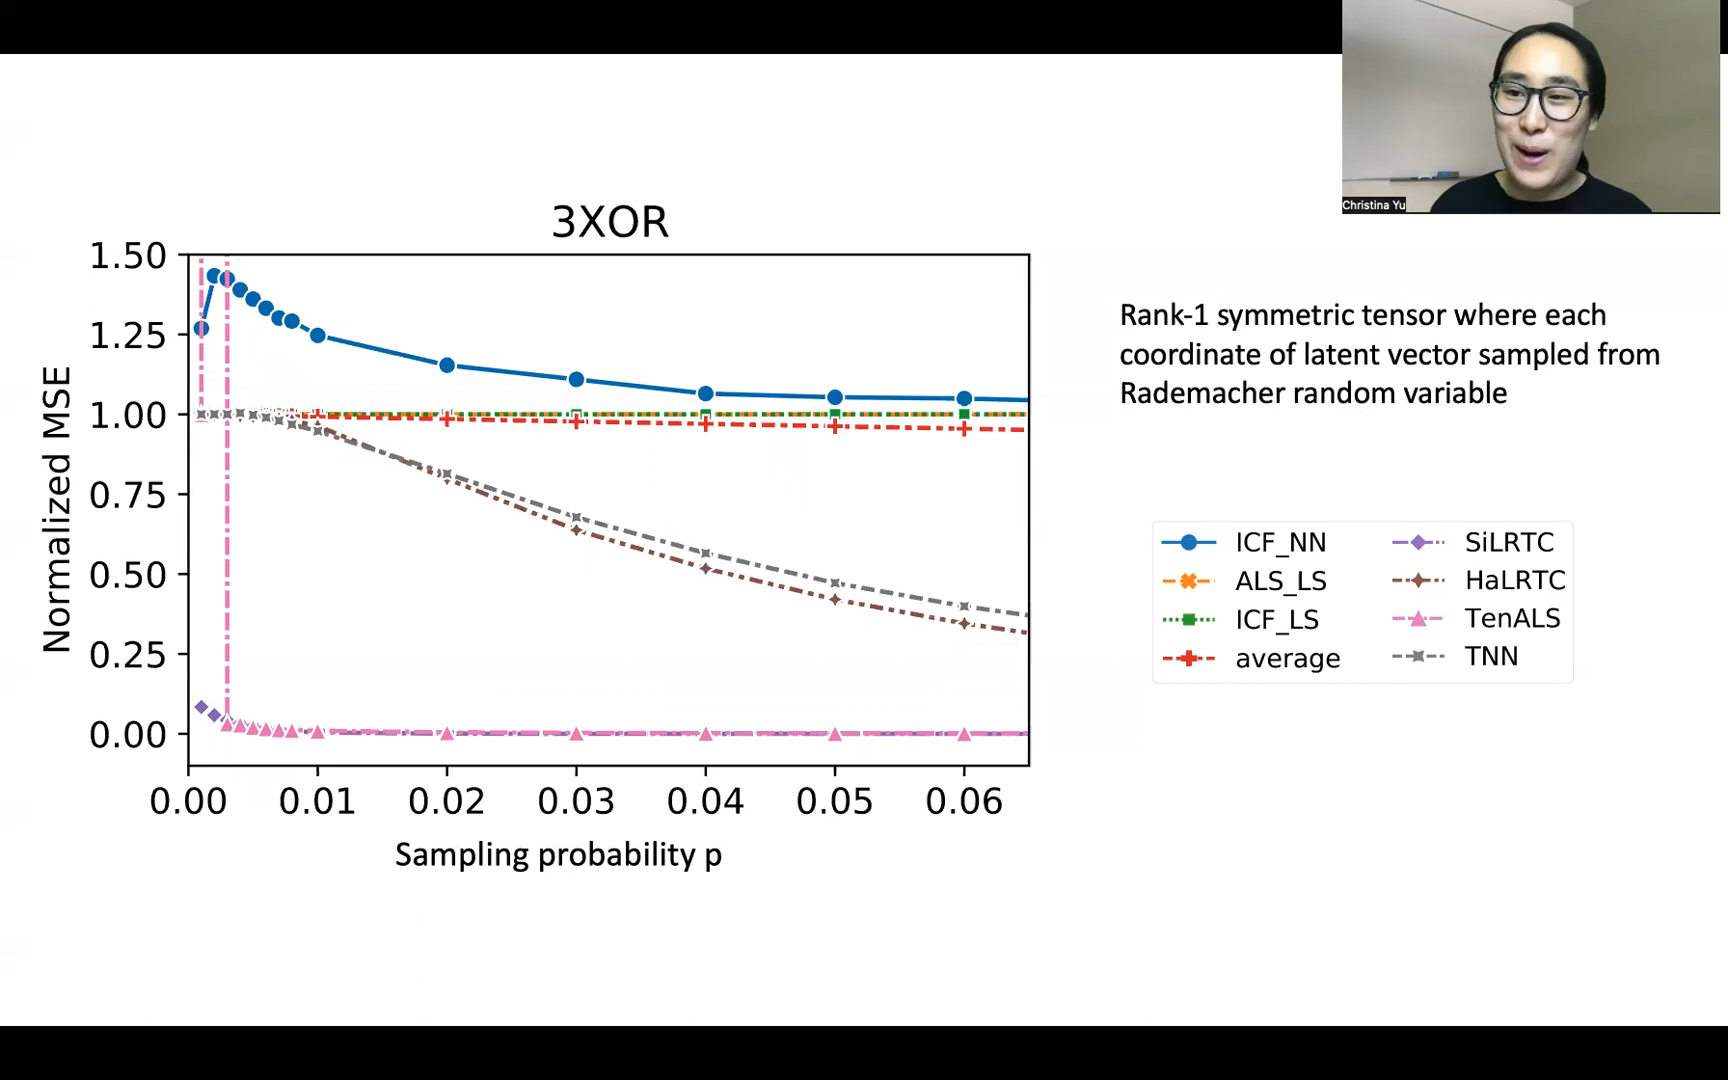 Christina Yu
3XOR
1.50
1.25
1.00
0.75
0.50
0.25
0.00
Normalized MSE
0.00 0.01 0.02 0.03 0.04 0.05 0.06
Sampling probability p
Rank-1 symmetric tensor where each
coordinate of latent vector sampled from
Rademacher random variable
ICF_NN
ALS_LS
ICF_LS
average
SiLRTC
HaLRTC
TenALS
TNN